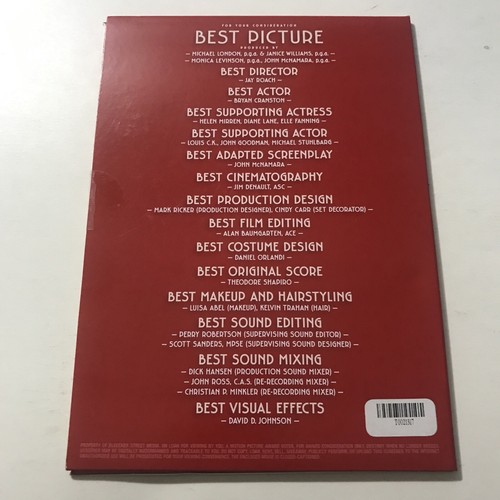 FOR YOUR CONSIDERATION
BEST PICTURE
PRODUCED BY
— MICHAEL LONDON, p.g.a. & JANICE WILLIAMS, p.g.a. —
— MONICA LEVINSON, p.g.a., JOHN McNAMARA, p.g.a. —
BEST DIRECTOR
— JAY ROACH —
BEST ACTOR
— BRYAN CRANSTON —
BEST SUPPORTING ACTRESS
— HELEN MIRREN, DIANE LANE, ELLE FANNING —
BEST SUPPORTING ACTOR
— LOUIS C.K., JOHN GOODMAN, MICHAEL STUHLBARG —
BEST ADAPTED SCREENPLAY
— JOHN McNAMARA —
BEST CINEMATOGRAPHY
— JIM DENAULT, ASC —
BEST PRODUCTION DESIGN
— MARK RICKER (PRODUCTION DESIGNER), CINDY CARR (SET DECORATOR) —
BEST FILM EDITING
— ALAN BAUMGARTEN, ACE —
BEST COSTUME DESIGN
— DANIEL ORLANDI —
BEST ORIGINAL SCORE
— THEODORE SHAPIRO —
BEST MAKEUP AND HAIRSTYLING
— LUISA ABEL (MAKEUP), KELVIN TRAHAN (HAIR) —
BEST SOUND EDITING
— PERRY ROBERTSON (SUPERVISING SOUND EDITOR) —
— SCOTT SANDERS, MPSE (SUPERVISING SOUND DESIGNER) —
BEST SOUND MIXING
— DICK HANSEN (PRODUCTION SOUND MIXER) —
— JOHN ROSS, C.A.S. (RE-RECORDING MIXER) —
— CHRISTIAN P. MINKLER (RE-RECORDING MIXER) —
BEST VISUAL EFFECTS
— DAVID D. JOHNSON —